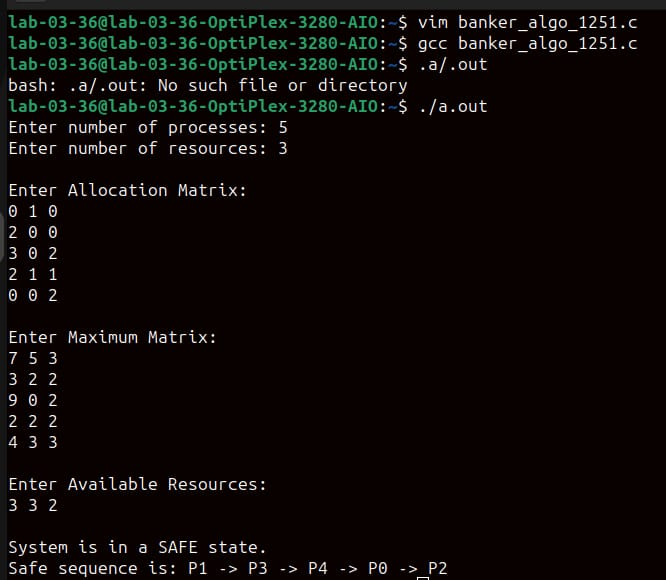 lab-03-36@lab-03-36-OptiPlex-3280-AIO:~$ vim banker_algo_1251.c
lab-03-36@lab-03-36-OptiPlex-3280-AIO:~$ gcc banker_algo_1251.c
lab-03-36@lab-03-36-OptiPlex-3280-AIO:~$ .a/.out
bash: .a/.out: No such file or directory
lab-03-36@lab-03-36-OptiPlex-3280-AIO:~$ ./a.out
Enter number of processes: 5
Enter number of resources: 3
Enter Allocation Matrix:
0 1 0
2 0 0
3 0 2
2 1 1
0 0 2
Enter Maximum Matrix:
7 5 3
3 2 2
9 0 2
2 2 2
4 3 3
Enter Available Resources:
3 3 2
System is in a SAFE state.
Safe sequence is: P1 -> P3 -> P4 -> P0 -> P2